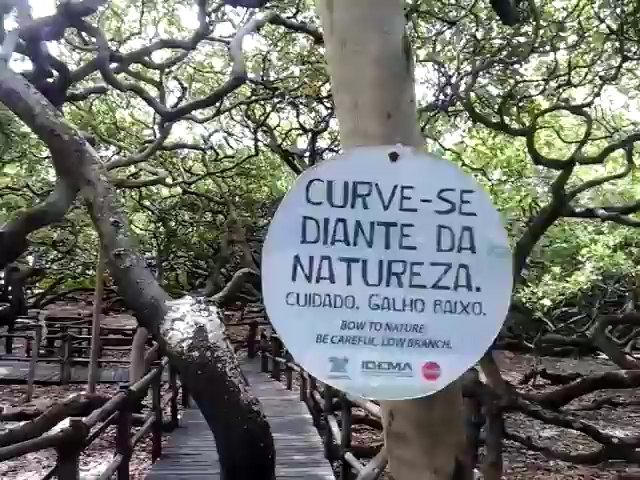 CURVE-SE
DIANTE DA
NATUREZA.
CUIDADO. GALHO BAIXO.
BOW TO NATURE
BE CAREFUL, LOW BRANCH.
IDEMA